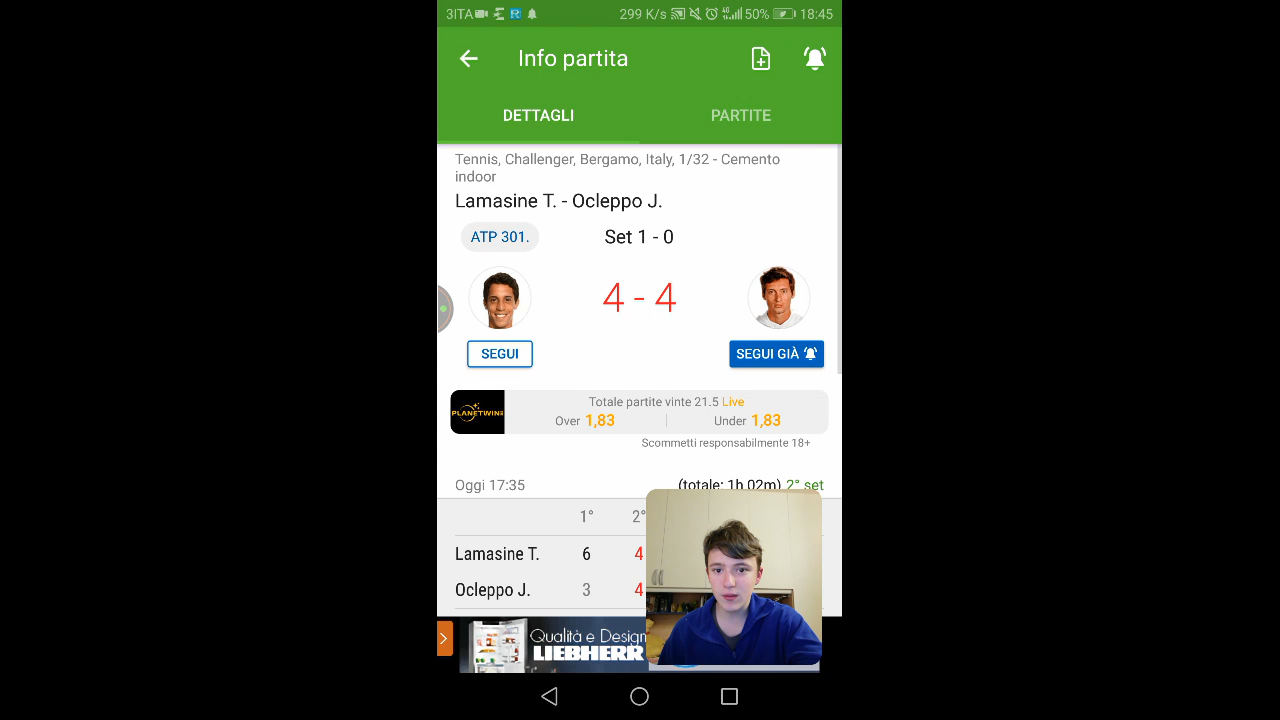 3ITA 299 K/s 4G 50% 18:45
Info partita
DETTAGLI PARTITE
Tennis, Challenger, Bergamo, Italy, 1/32 - Cemento
indoor
Lamasine T. - Ocleppo J.
ATP 301. Set 1 - 0
4 - 4
SEGUI SEGUI GIÀ
PLANETWIN
Totale partite vinte 21.5 Live
Over 1,83 Under 1,83
Scommetti responsabilmente 18+
Oggi 17:35 (totale: 1h 02m) 2° set
1° 2°
Lamasine T. 6 4
Ocleppo J. 3 4
Qualità e Design
LIEBHERR